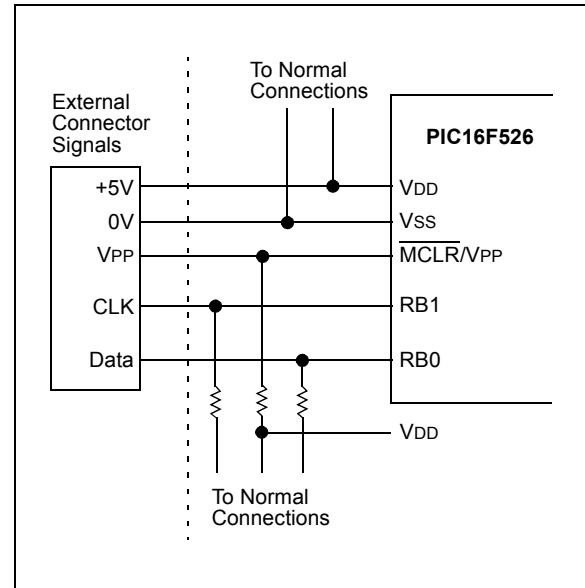 To Normal
Connections
External
Connector
Signals
PIC16F526
+5V
VDD
0V
VSS
VPP
MCLR/VPP
CLK
RB1
Data
RB0
VDD
To Normal
Connections